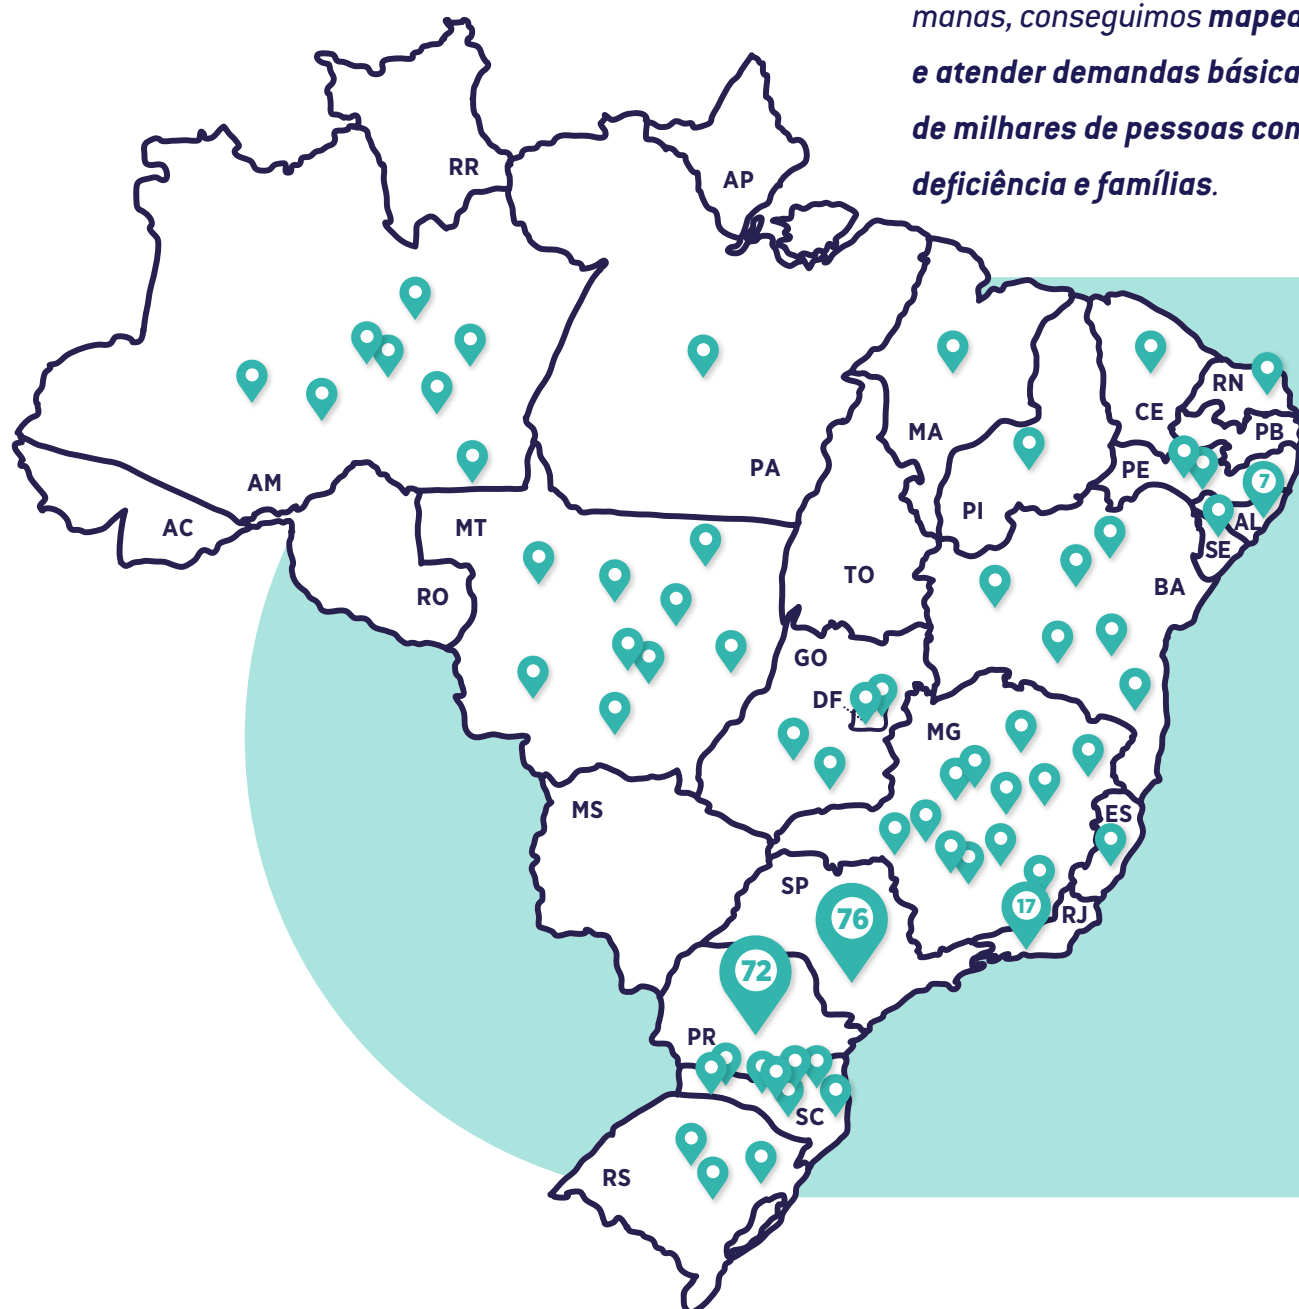 manas, conseguimos mapea
e atender demandas básica
de milhares de pessoas con
deficiência e famílias.
RR
AP
RN
CE
PB
MA
PE
PA
7
AM
PI
AL
AC
MT
SE
TO
BA
RO
GO
DF
MG
MS
ES
SP
17
RJ
76
72
PR
SC
RS